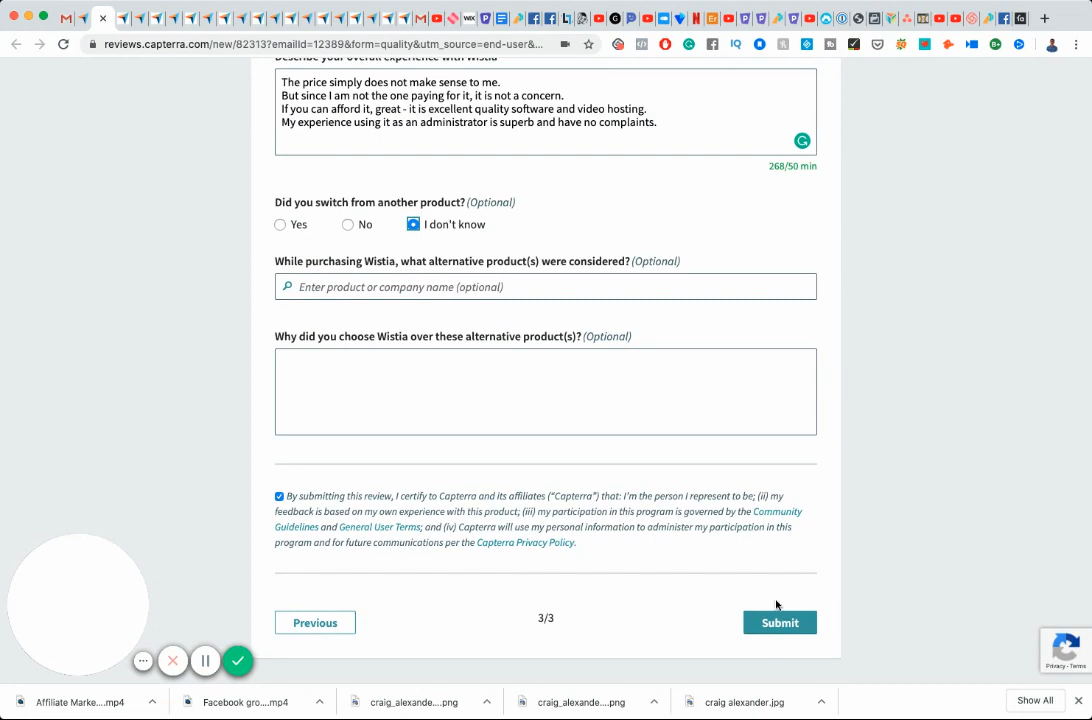 reviews.capterra.com/new/82313?emailId=12389&form=quality&utm_source=end-user&...
Describe your overall experience with Wistia
The price simply does not make sense to me.
But since I am not the one paying for it, it is not a concern.
If you can afford it, great - it is excellent quality software and video hosting.
My experience using it as an administrator is superb and have no complaints.
268/50 min
Did you switch from another product? (Optional)
Yes No I don't know
While purchasing Wistia, what alternative product(s) were considered? (Optional)
Enter product or company name (optional)
Why did you choose Wistia over these alternative product(s)? (Optional)
By submitting this review, I certify to Capterra and its affiliates (“Capterra”) that: I'm the person I represent to be; (ii) my
feedback is based on my own experience with this product; (iii) my participation in this program is governed by the Community
Guidelines and General User Terms; and (iv) Capterra will use my personal information to administer my participation in this
program and for future communications per the Capterra Privacy Policy.
Previous 3/3 Submit
Privacy - Terms
Affiliate Marke....mp4 Facebook gro....mp4 craig_alexande....png craig_alexande....png craig alexander.jpg Show All